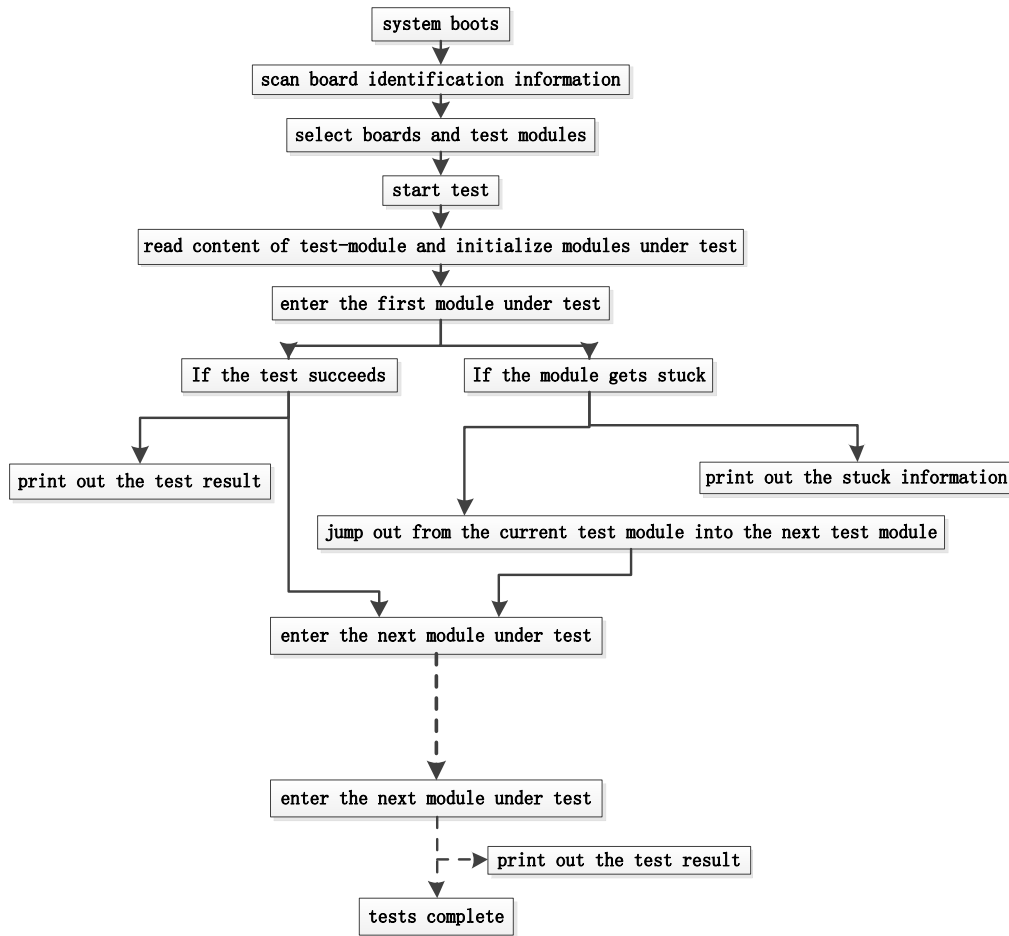 system boots
scan board identification information
select boards and test modules
start test
read content of test-module and initialize modules under test
enter the first module under test
If the test succeeds
If the module gets stuck
print out the test result
print out the stuck information
jump out from the current test module into the next test module
enter the next module under test
enter the next module under test
print out the test result
tests complete